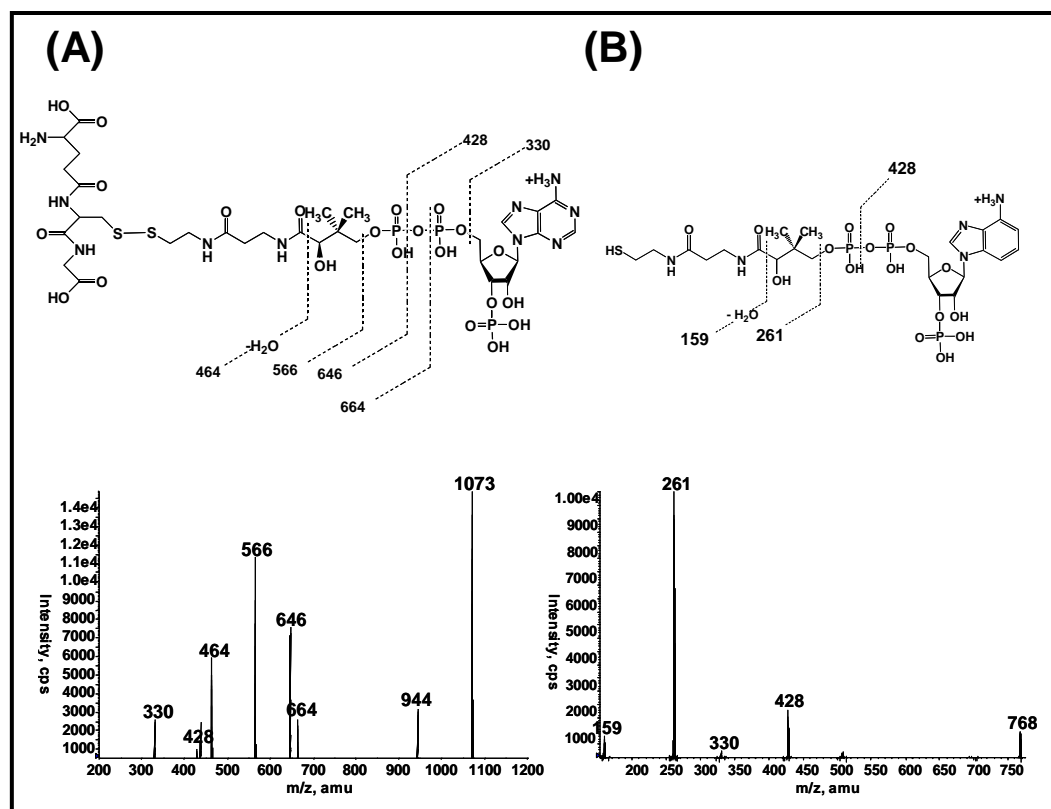 (A)
(B)
HO
O
H₂N
O
NH
O
NH
O
HO
S S
N
H
O
N
H
O
H₃C
CH₃
OH
O
O
P
OH
O
O
P
OH
O
428
330
+H₃N
N
N
N
N
O
OH
O
O=P-OH
OH
-H₂O
464
566
646
664
HS
N
H
O
N
H
O
H₃C
CH₃
OH
O
O
P
OH
O
O
P
OH
O
428
+H₃N
N
N
O
OH
O
O=P-OH
OH
- H₂O
159
261
1.4e4
1.3e4
1.2e4
1.1e4
1.0e4
9000
8000
7000
6000
5000
4000
3000
2000
1000
Intensity, cps
330
428
464
566
646
664
944
1073
200 300 400 500 600 700 800 900 1000 1100 1200
m/z, amu
1.00e4
9000
8000
7000
6000
5000
4000
3000
2000
1000
Intensity, cps
159
261
330
428
768
200 250 300 350 400 450 500 550 600 650 700 750
m/z, amu